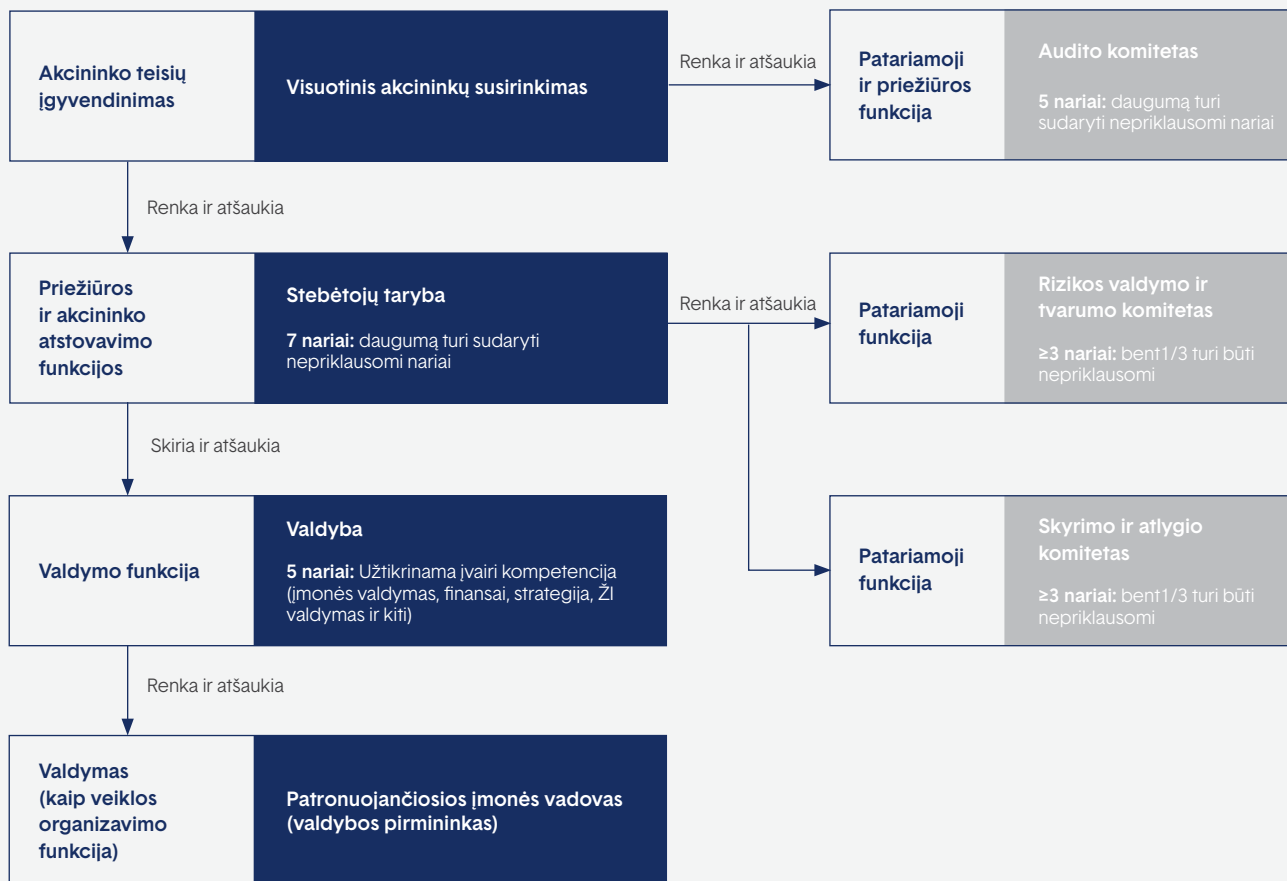 Akcininko teisių
įgyvendinimas
Visuotinis akcininkų susirinkimas
Renka ir atšaukia
Patariamoji
ir priežiūros
funkcija
Audito komitetas
5 nariai: daugumą turi
sudaryti nepriklausomi nariai
Renka ir atšaukia
Priežiūros
ir akcininko
atstovavimo
funkcijos
Stebėtojų taryba
7 nariai: daugumą turi sudaryti
nepriklausomi nariai
Renka ir atšaukia
Patariamoji
funkcija
Rizikos valdymo ir
tvarumo komitetas
≥3 nariai: bent1/3 turi būti
nepriklausomi
Skiria ir atšaukia
Valdymo funkcija
Valdyba
5 nariai: Užtikrinama įvairi kompetencija
(įmonės valdymas, finansai, strategija, ŽI
valdymas ir kiti)
Patariamoji
funkcija
Skyrimo ir atlygio
komitetas
≥3 nariai: bent1/3 turi būti
nepriklausomi
Renka ir atšaukia
Valdymas
(kaip veiklos
organizavimo
funkcija)
Patronuojančiosios įmonės vadovas
(valdybos pirmininkas)